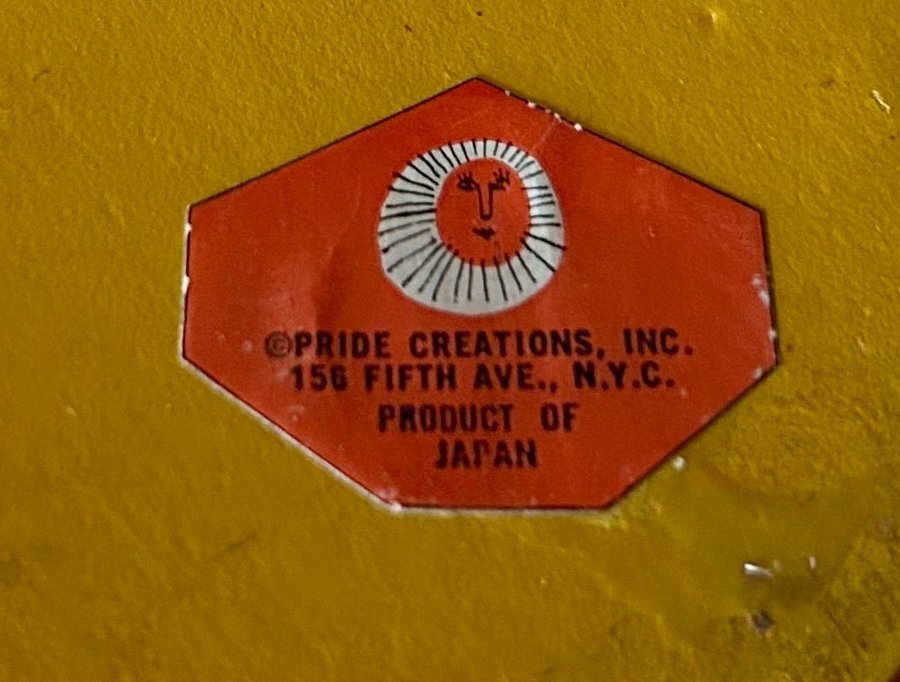 ©PRIDE CREATIONS, INC.
156 FIFTH AVE., N.Y.C.
PRODUCT OF
JAPAN